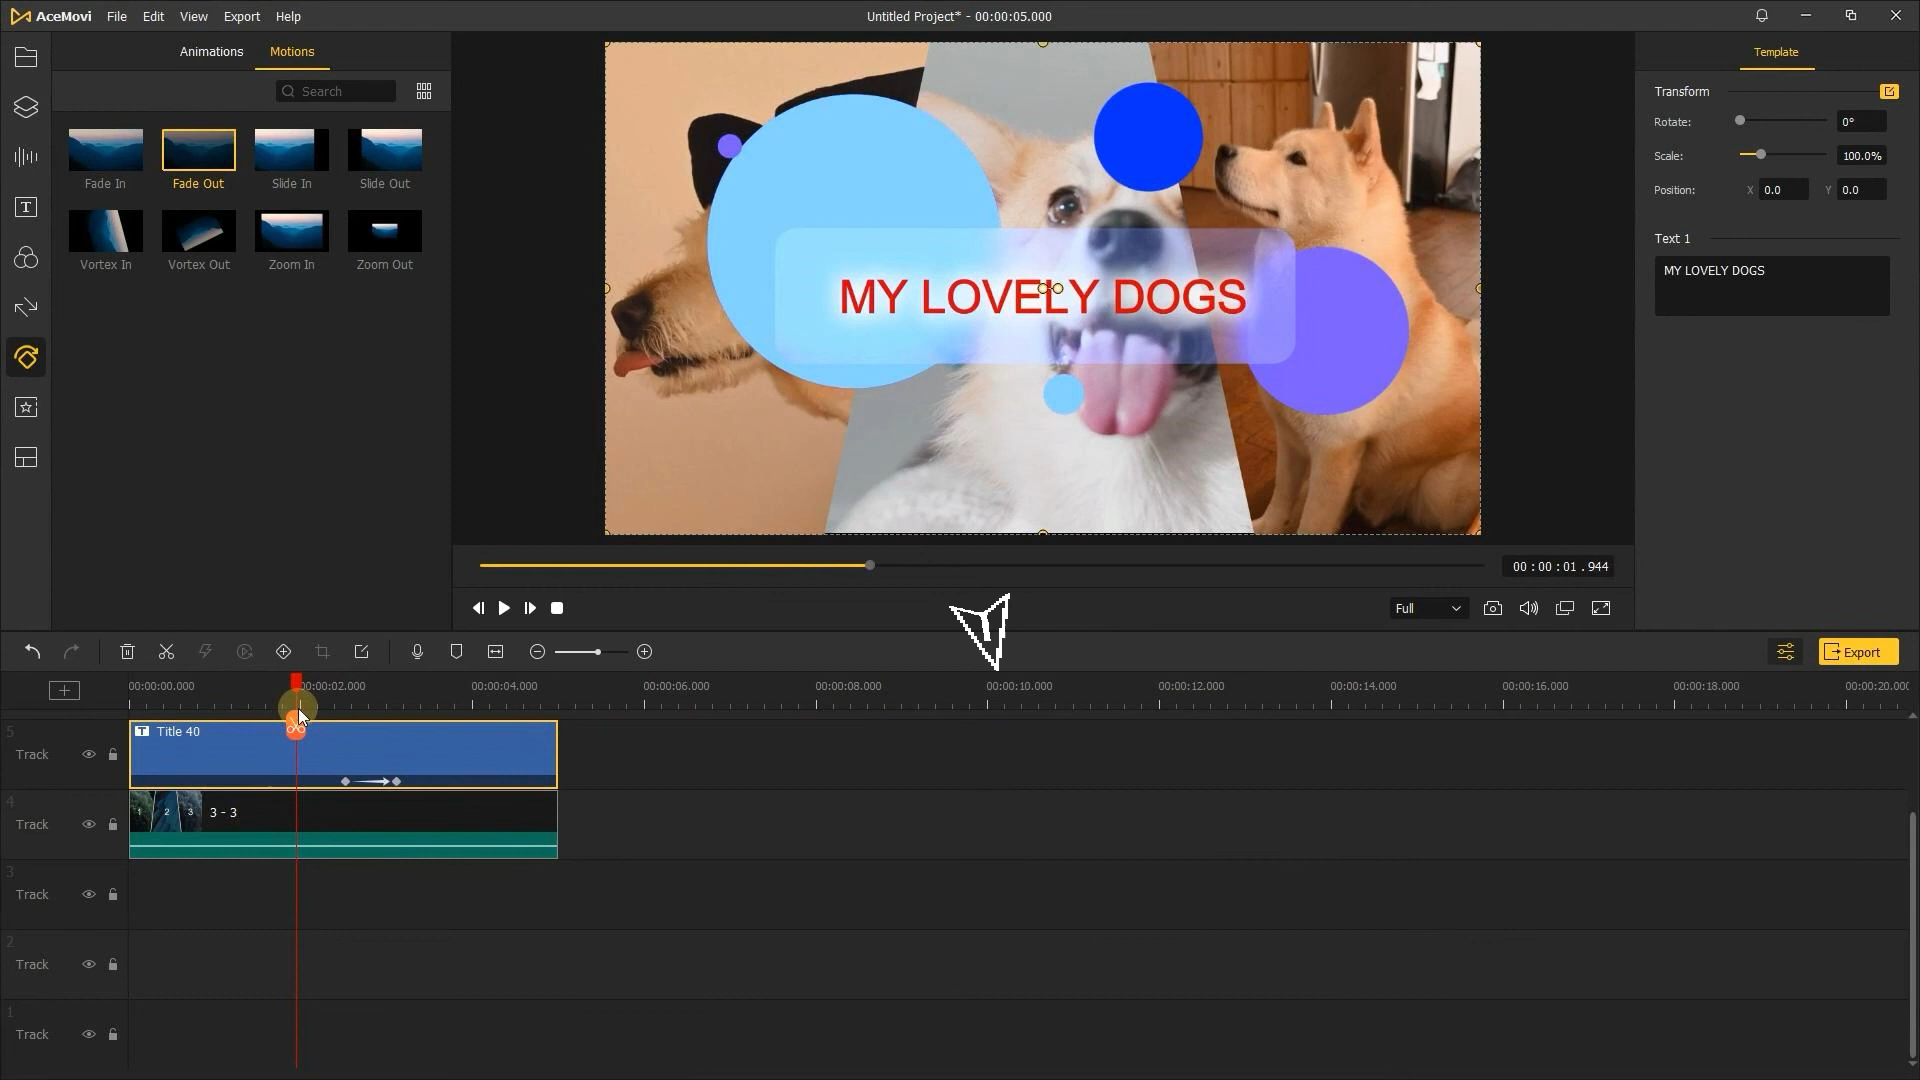 AceMovi File Edit View Export Help
Untitled Project* - 00:00:05.000
Animations Motions
Search
Fade In Fade Out Slide In Slide Out
Vortex In Vortex Out Zoom In Zoom Out
MY LOVELY DOGS
Template
Transform
Rotate: 0°
Scale: 100.0%
Position: X 0.0 Y 0.0
Text 1
MY LOVELY DOGS
00 : 00 : 01 . 944
Full
Export
00:00:00.000 00:00:02.000 00:00:04.000 00:00:06.000 00:00:08.000 00:00:10.000 00:00:12.000 00:00:14.000 00:00:16.000 00:00:18.000 00:00:20.000
5
Track
T Title 40
4
Track
1 2 3 3 - 3
3
Track
2
Track
1
Track